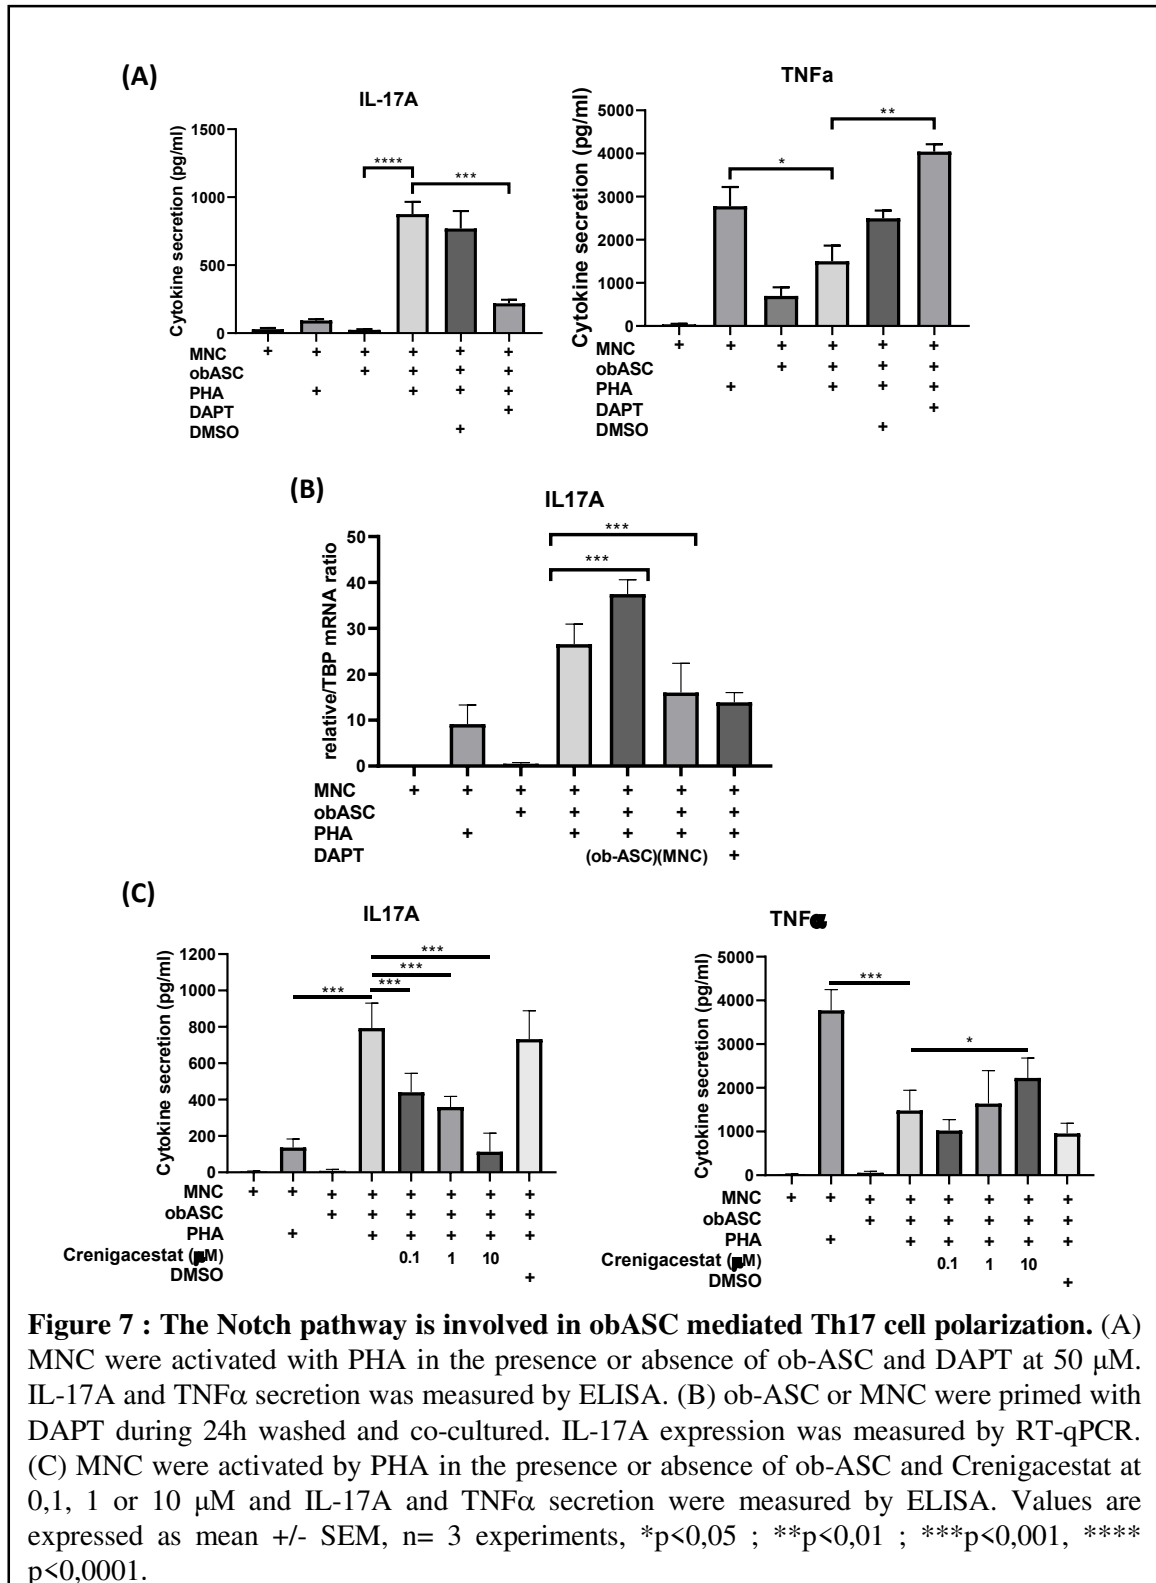 (A)
IL-17A
Cytokine secretion (pg/ml)
1500
1000
500
0
****
***
MNC + + + + + +
obASC + + + +
PHA + + + +
DAPT +
DMSO +
TNFa
Cytokine secretion (pg/ml)
5000
4000
3000
2000
1000
0
*
**
MNC + + + + + +
obASC + + + +
PHA + + + +
DAPT +
DMSO +
(B)
IL17A
relative/TBP mRNA ratio
50
40
30
20
10
0
***
***
MNC + + + + + + +
obASC + + + + +
PHA + + + + +
DAPT (ob-ASC)(MNC) +
(C)
IL17A
Cytokine secretion (pg/ml)
1200
1000
800
600
400
200
0
***
***
***
***
MNC + + + + + + + +
obASC + + + + + +
PHA + + + + + +
Crenigacestat (µM) 0.1 1 10
DMSO +
TNFα
Cytokine secretion (pg/ml)
5000
4000
3000
2000
1000
0
***
*
MNC + + + + + + + +
obASC + + + + + +
PHA + + + + + +
Crenigacestat (µM) 0.1 1 10
DMSO +
Figure 7 : The Notch pathway is involved in obASC mediated Th17 cell polarization. (A)
MNC were activated with PHA in the presence or absence of ob-ASC and DAPT at 50 µM.
IL-17A and TNFα secretion was measured by ELISA. (B) ob-ASC or MNC were primed with
DAPT during 24h washed and co-cultured. IL-17A expression was measured by RT-qPCR.
(C) MNC were activated by PHA in the presence or absence of ob-ASC and Crenigacestat at
0,1, 1 or 10 µM and IL-17A and TNFα secretion were measured by ELISA. Values are
expressed as mean +/- SEM, n= 3 experiments, *p<0,05 ; **p<0,01 ; ***p<0,001, ****
p<0,0001.